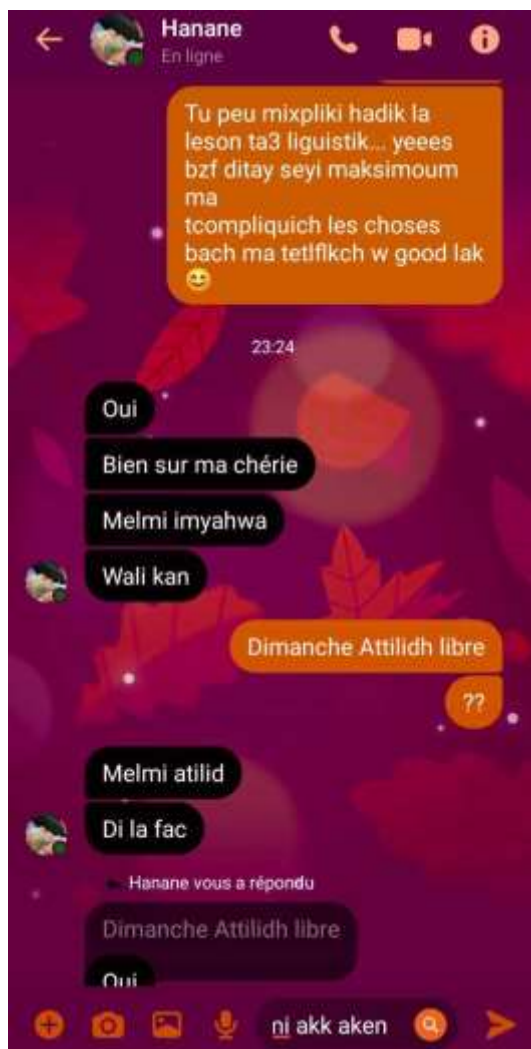 Hanane
En ligne
Tu peu mixpliki hadik la
leson ta3 liguistik... yeees
bzf ditay seyi maksimoum
ma
tcompliquich les choses
bach ma tetlflkch w good lak
😊
23:24
Oui
Bien sur ma chérie
Melmi imyahwa
Wali kan
Dimanche Attilidh libre
??
Melmi atilid
Di la fac
Hanane vous a répondu
Dimanche Attilidh libre
Oui
ni akk aken